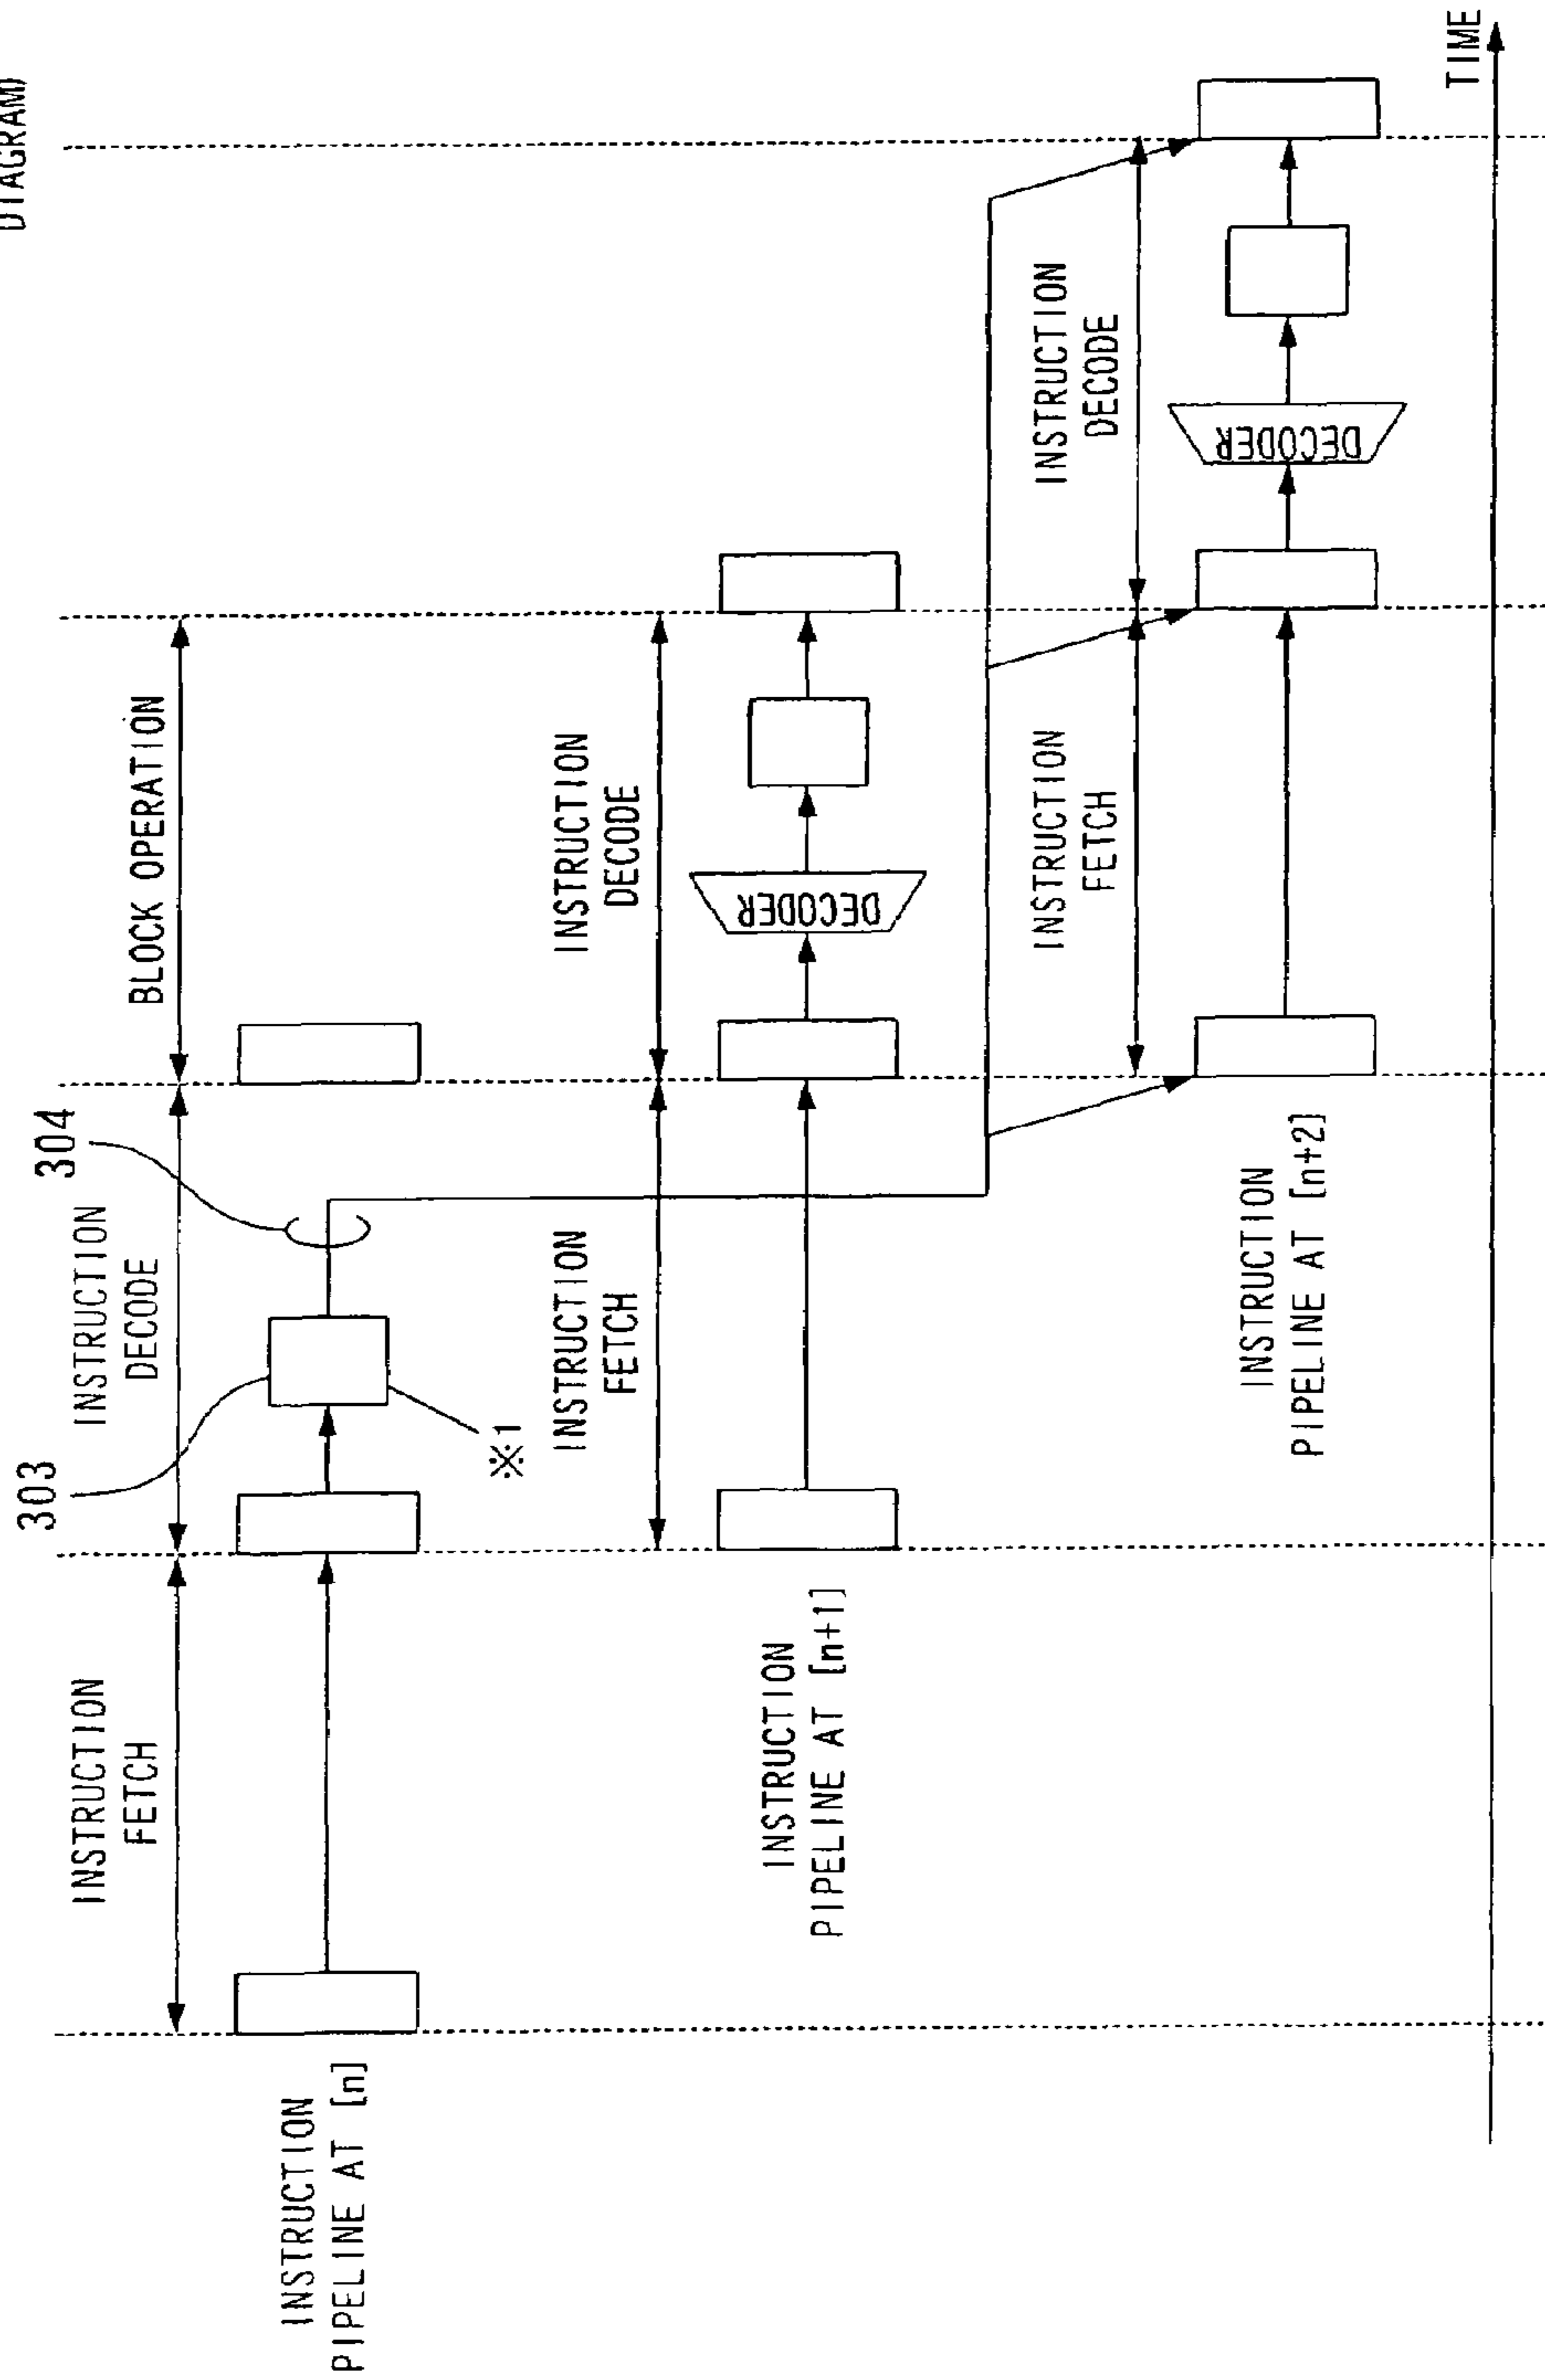 DIAGRAM)
INSTRUCTION
PIPELINE AT [n]
INSTRUCTION
FETCH
303
INSTRUCTION
DECODE
304
BLOCK OPERATION
※1
INSTRUCTION
PIPELINE AT [n+1]
INSTRUCTION
FETCH
INSTRUCTION
DECODE
DECODER
INSTRUCTION
PIPELINE AT [n+2]
INSTRUCTION
FETCH
INSTRUCTION
DECODE
DECODER
TIME